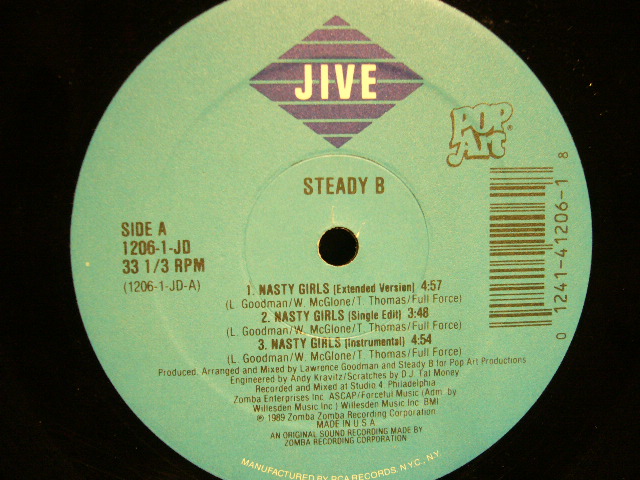 JIVE
POP
Art®
STEADY B
SIDE A
1206-1-JD
33 1/3 RPM
(1206-1-JD-A)
0 1241-41206-1 8
1. NASTY GIRLS (Extended Version) 4:57
(L. Goodman/W. McGlone/T. Thomas/Full Force)
2. NASTY GIRLS (Single Edit) 3:48
(L. Goodman/W. McGlone/T. Thomas/Full Force)
3. NASTY GIRLS (Instrumental) 4:54
(L. Goodman/W. McGlone/T. Thomas/Full Force)
Produced, Arranged and Mixed by Lawrence Goodman and Steady B for Pop Art Productions
Engineered by Andy Kravitz/Scratches by D.J. Tat Money
Recorded and Mixed at Studio 4, Philadelphia
Zomba Enterprises Inc. ASCAP/Forceful Music (Adm. by
Willesden Music Inc.) Willesden Music Inc. BMI
℗ 1989 Zomba Zomba Recording Corporation
MADE IN U S A
AN ORIGINAL SOUND RECORDING MADE BY
ZOMBA RECORDING CORPORATION
MANUFACTURED BY RCA RECORDS, N.Y.C., N.Y.